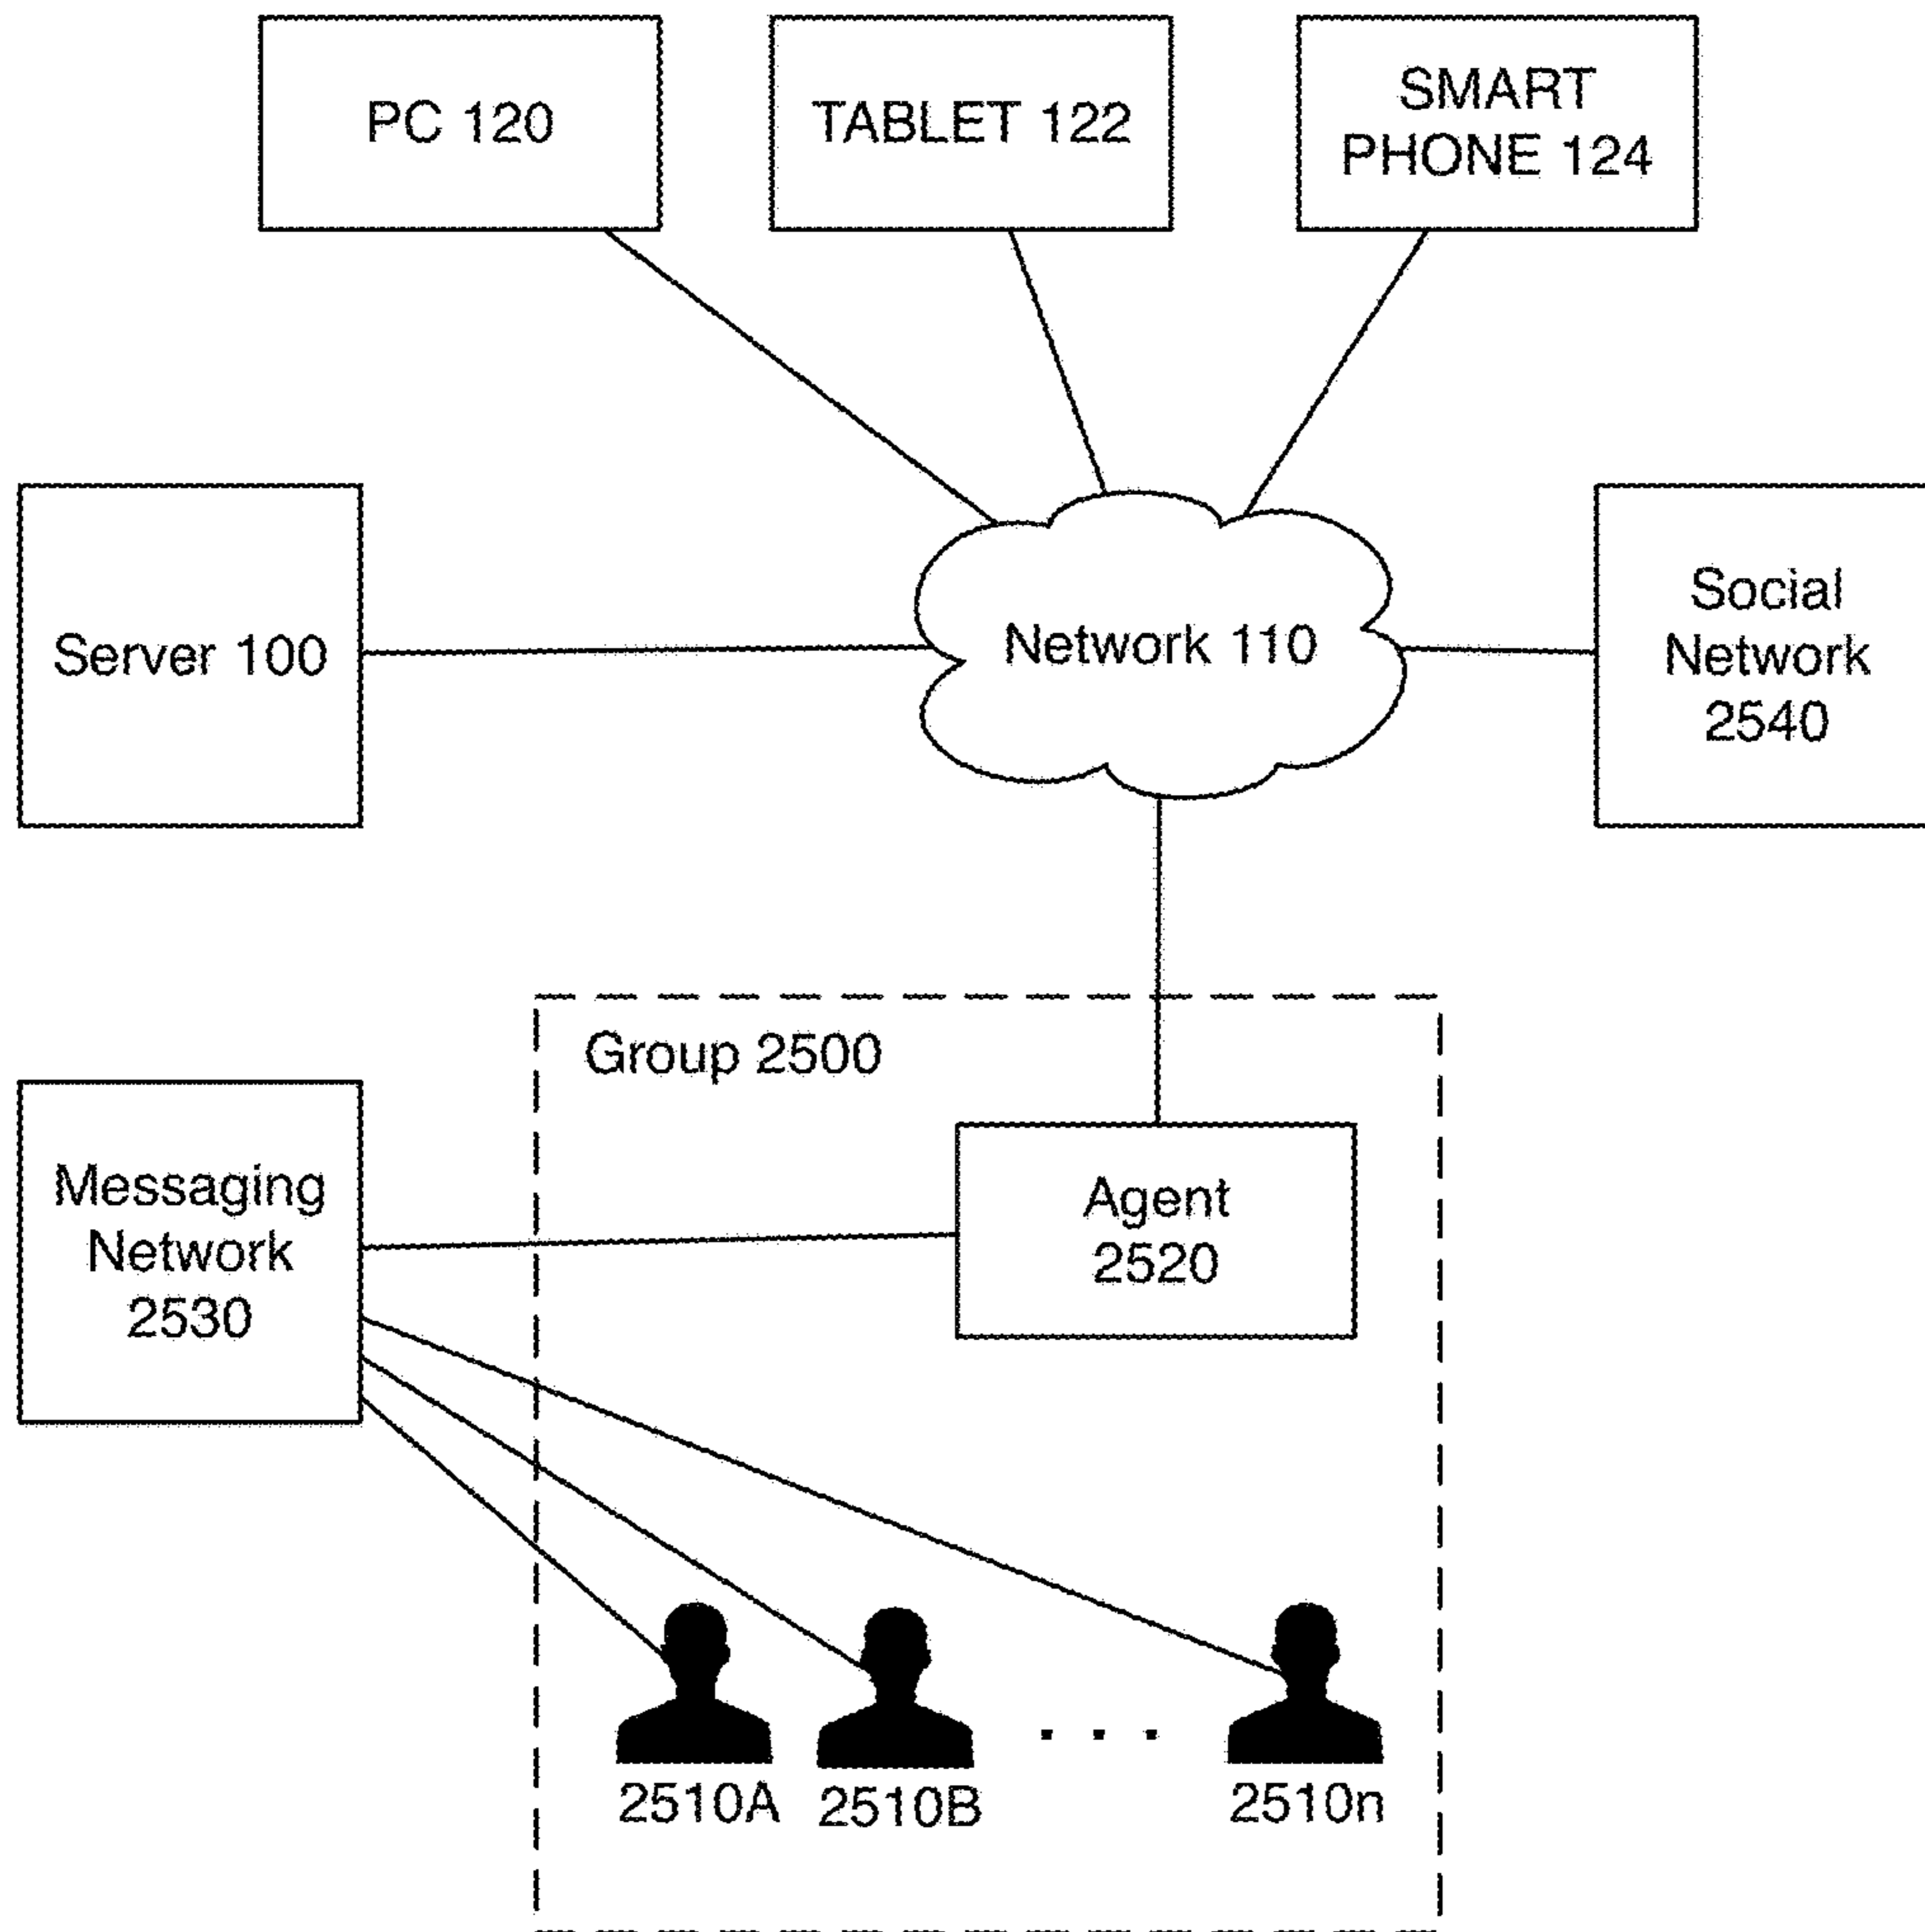 PC 120
TABLET 122
SMART
PHONE 124
Server 100
Network 110
Social
Network
2540
Group 2500
Messaging
Network
2530
Agent
2520
. . .
2510A
2510B
2510n